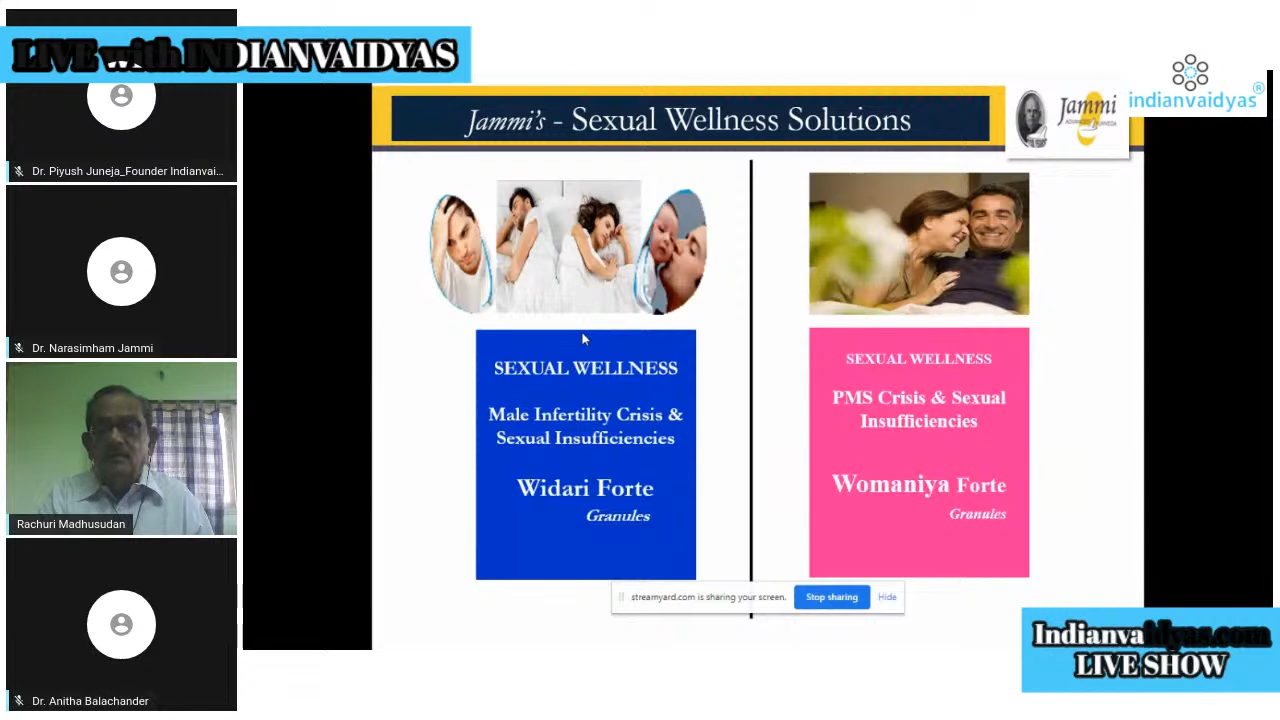 LIVE with INDIANVAIDYAS
Dr. Piyush Juneja_Founder Indianvai...
Dr. Narasimham Jammi
Rachuri Madhusudan
Dr. Anitha Balachander
Jammi's - Sexual Wellness Solutions
Jammi
indianvaidyas®
SEXUAL WELLNESS
Male Infertility Crisis &
Sexual Insufficiencies
Widari Forte
Granules
SEXUAL WELLNESS
PMS Crisis & Sexual
Insufficiencies
Womaniya Forte
Granules
streamyard.com is sharing your screen.
Stop sharing
Hide
Indianvaidyas.com
LIVE SHOW